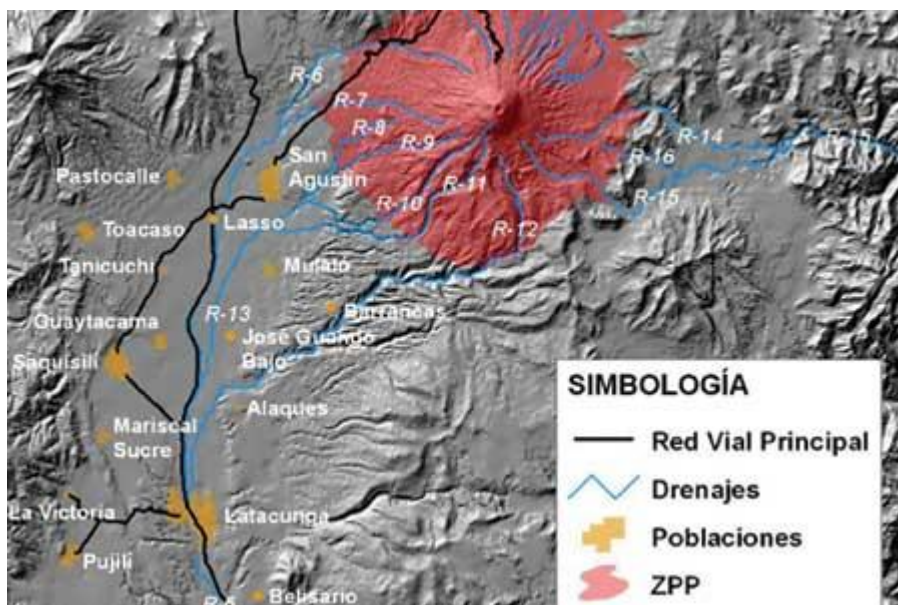 R-6
R-7
R-8
R-9
R-14
R-15
R-16
San
Agustín
Pastocalle
R-11
R-15
R-10
Lasso
Toacaso
R-12
Tanicuchi
Mulaló
Barrancas
R-13
Guaytacama
José Guango
Bajo
Saquisilí
SIMBOLOGÍA
Alaques
Mariscal
Sucre
Red Vial Principal
Drenajes
La Victoria
Latacunga
Poblaciones
Pujilí
ZPP
Belisario